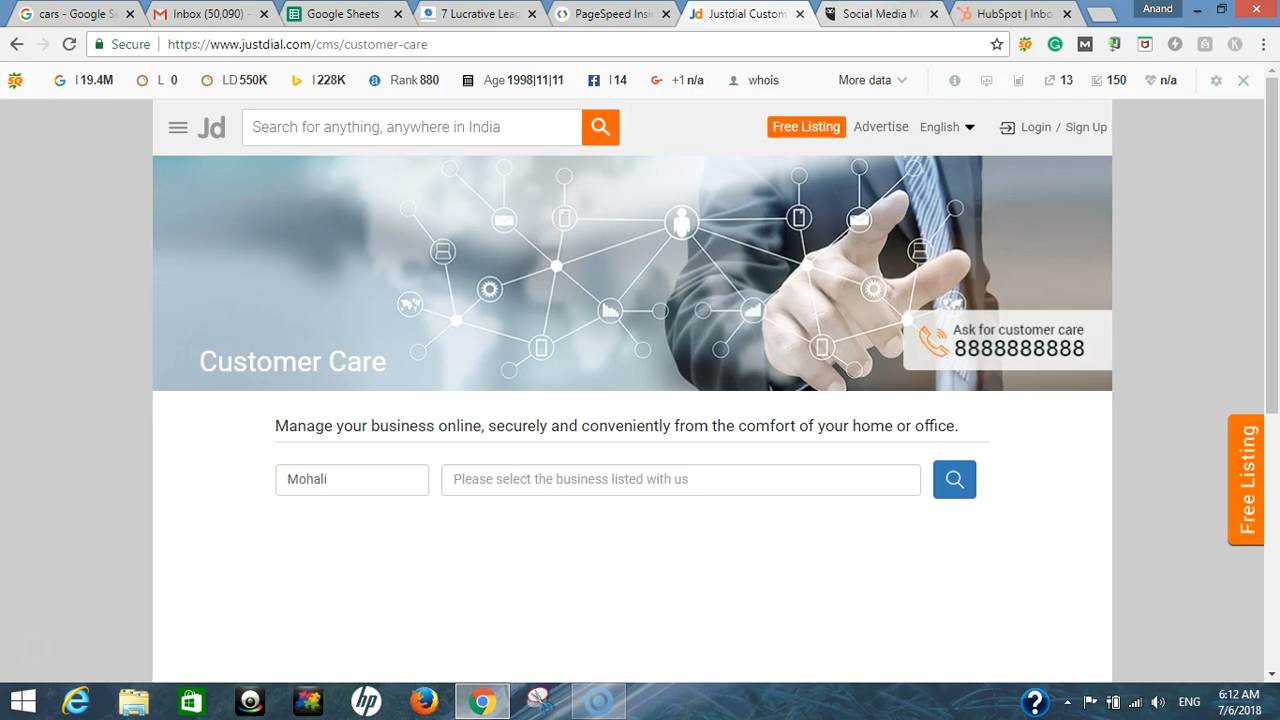 cars - Google Se
Inbox (50,090) -
Google Sheets
7 Lucrative Lead
PageSpeed Insig
Justdial Custom
Social Media M
HubSpot | Inbo
Anand
Secure
https://www.justdial.com/cms/customer-care
I 19.4M
L 0
LD 550K
I 228K
Rank 880
Age 1998|11|11
I 14
+1 n/a
whois
More data
13
150
n/a
Jd
Search for anything, anywhere in India
Free Listing
Advertise
English
Login / Sign Up
Customer Care
Ask for customer care
8888888888
Manage your business online, securely and conveniently from the comfort of your home or office.
Mohali
Please select the business listed with us
Free Listing
hp
ENG
6:12 AM
7/6/2018